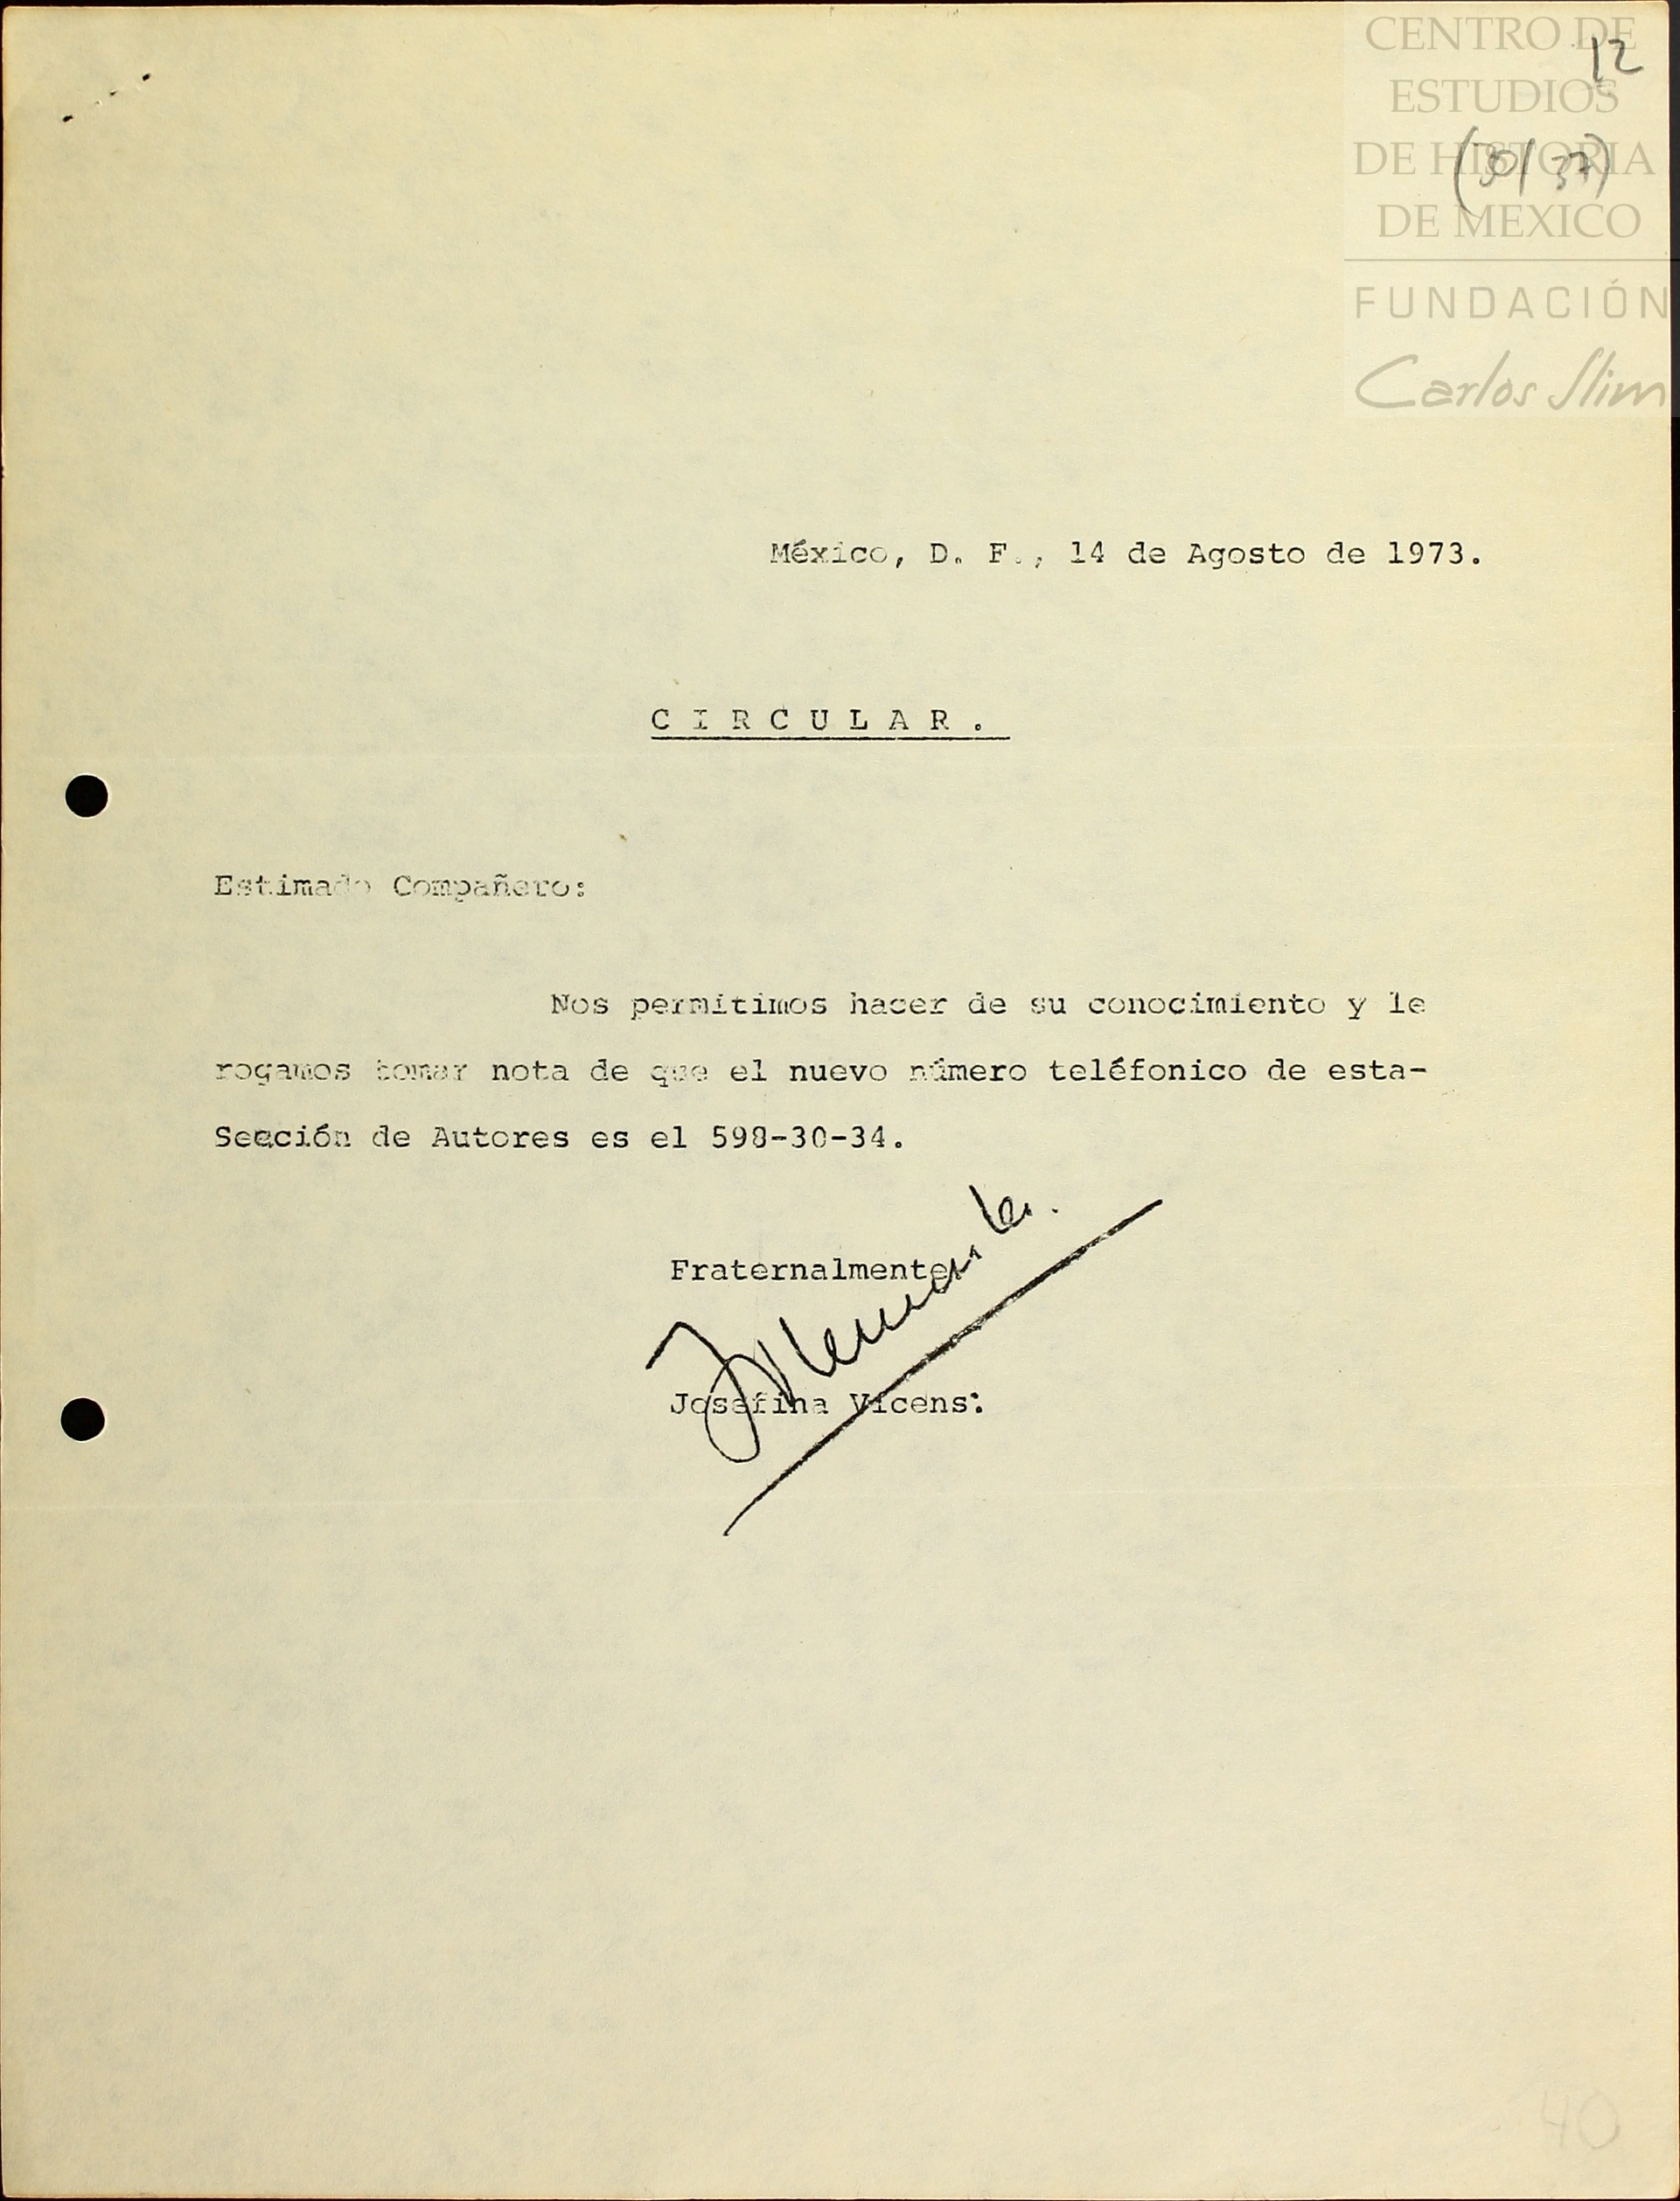 CENTRO DE
12
ESTUDIOS
DE HISTORIA
(30/37)
DE MEXICO
FUNDACIÓN
Carlos Slim
México, D. F., 14 de Agosto de 1973.
C I R C U L A R .
Estimado Compañero:
Nos permitimos hacer de su conocimiento y le
rogamos tomar nota de que el nuevo número teléfonico de esta-
Sección de Autores es el 598-30-34.
Fraternalmente,
Josefina Vicens.
40